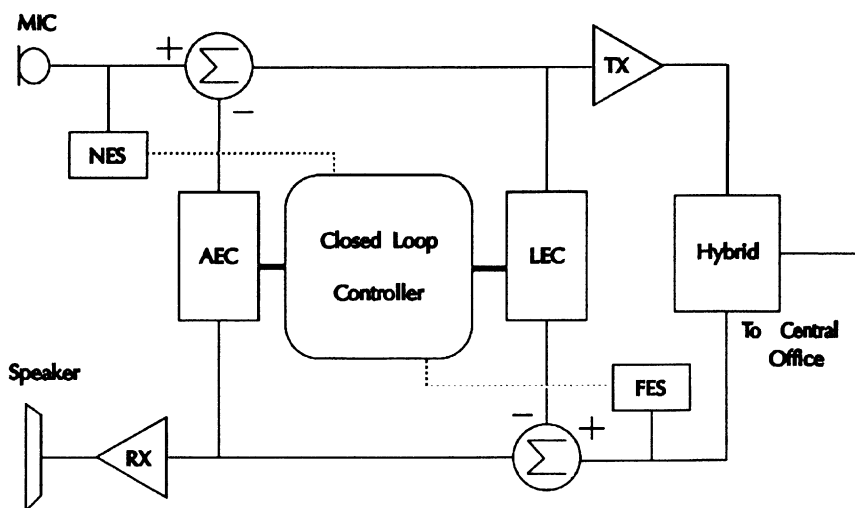 MIC
+
Σ
TX
−
NES
AEC
Closed Loop
Controller
LEC
Hybrid
To Central
Office
Speaker
FES
−
+
RX
Σ